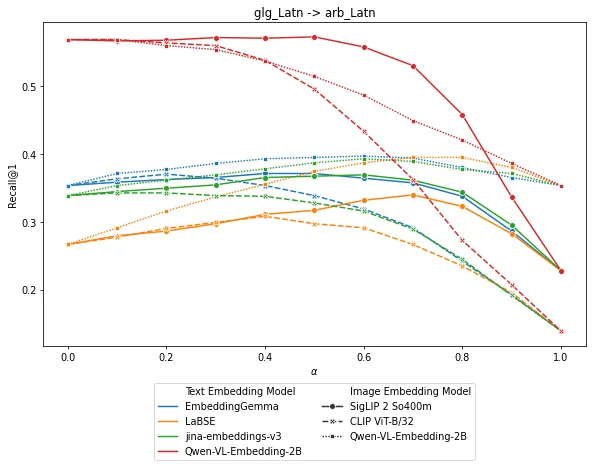 glg_Latn -> arb_Latn
Recall@1
0.5
0.4
0.3
0.2
0.0
0.2
0.4
0.6
0.8
1.0
α
Text Embedding Model
EmbeddingGemma
LaBSE
jina-embeddings-v3
Qwen-VL-Embedding-2B
Image Embedding Model
SigLIP 2 So400m
CLIP ViT-B/32
Qwen-VL-Embedding-2B